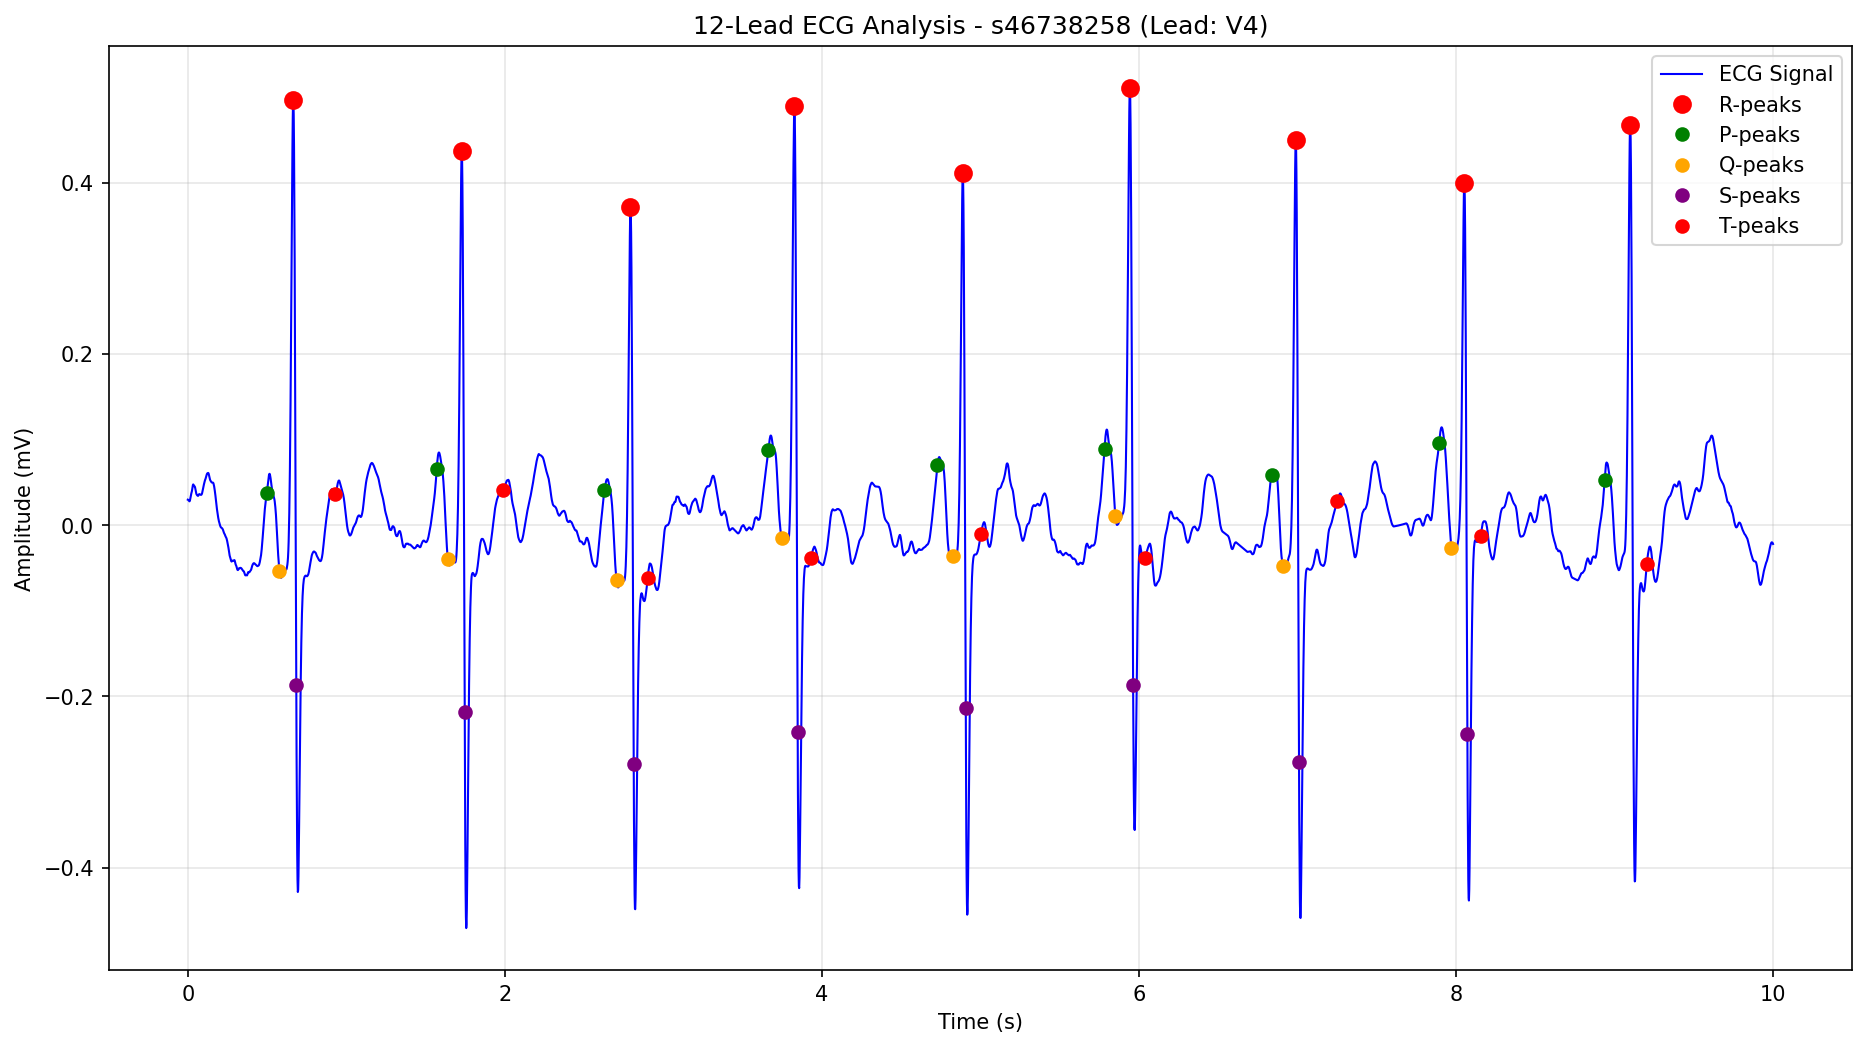 12-Lead ECG Analysis - s46738258 (Lead: V4)
ECG Signal
R-peaks
P-peaks
Q-peaks
S-peaks
T-peaks
Amplitude (mV)
0.4
0.2
0.0
−0.2
−0.4
0 2 4 6 8 10
Time (s)